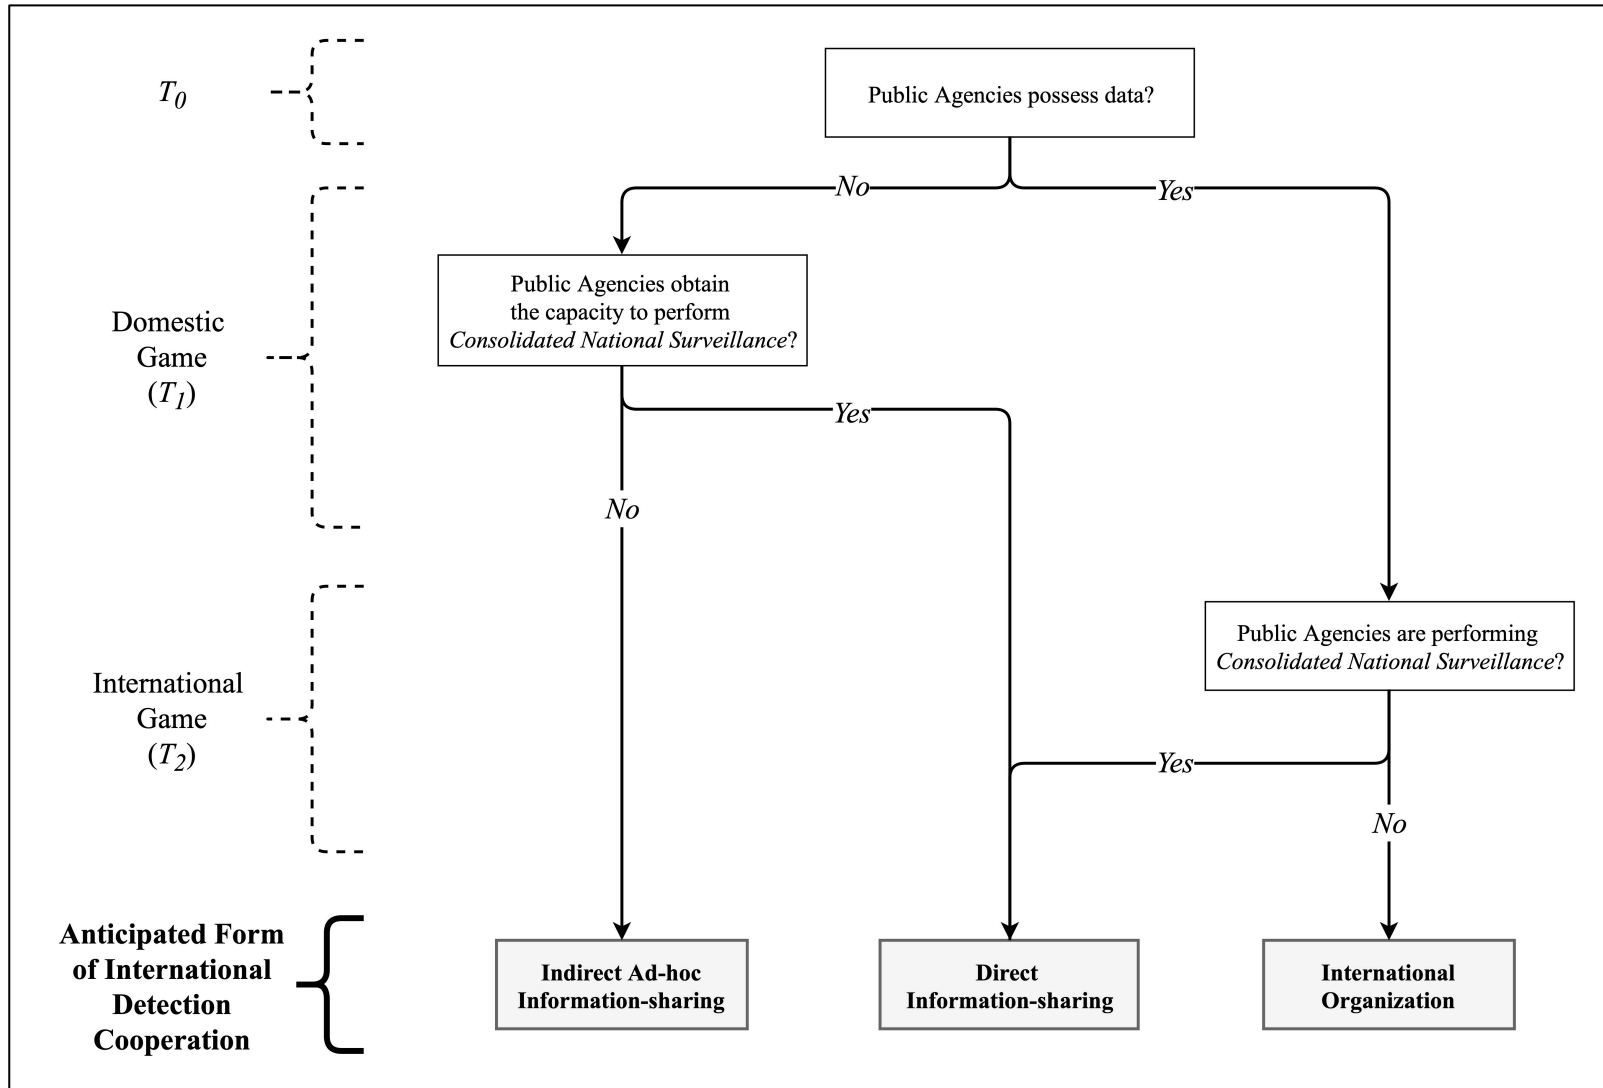 T0
Public Agencies possess data?
No
Yes
Domestic
Game
(T1)
Public Agencies obtain
the capacity to perform
Consolidated National Surveillance?
Yes
No
International
Game
(T2)
Public Agencies are performing
Consolidated National Surveillance?
Yes
No
Anticipated Form
of International
Detection
Cooperation
Indirect Ad-hoc
Information-sharing
Direct
Information-sharing
International
Organization